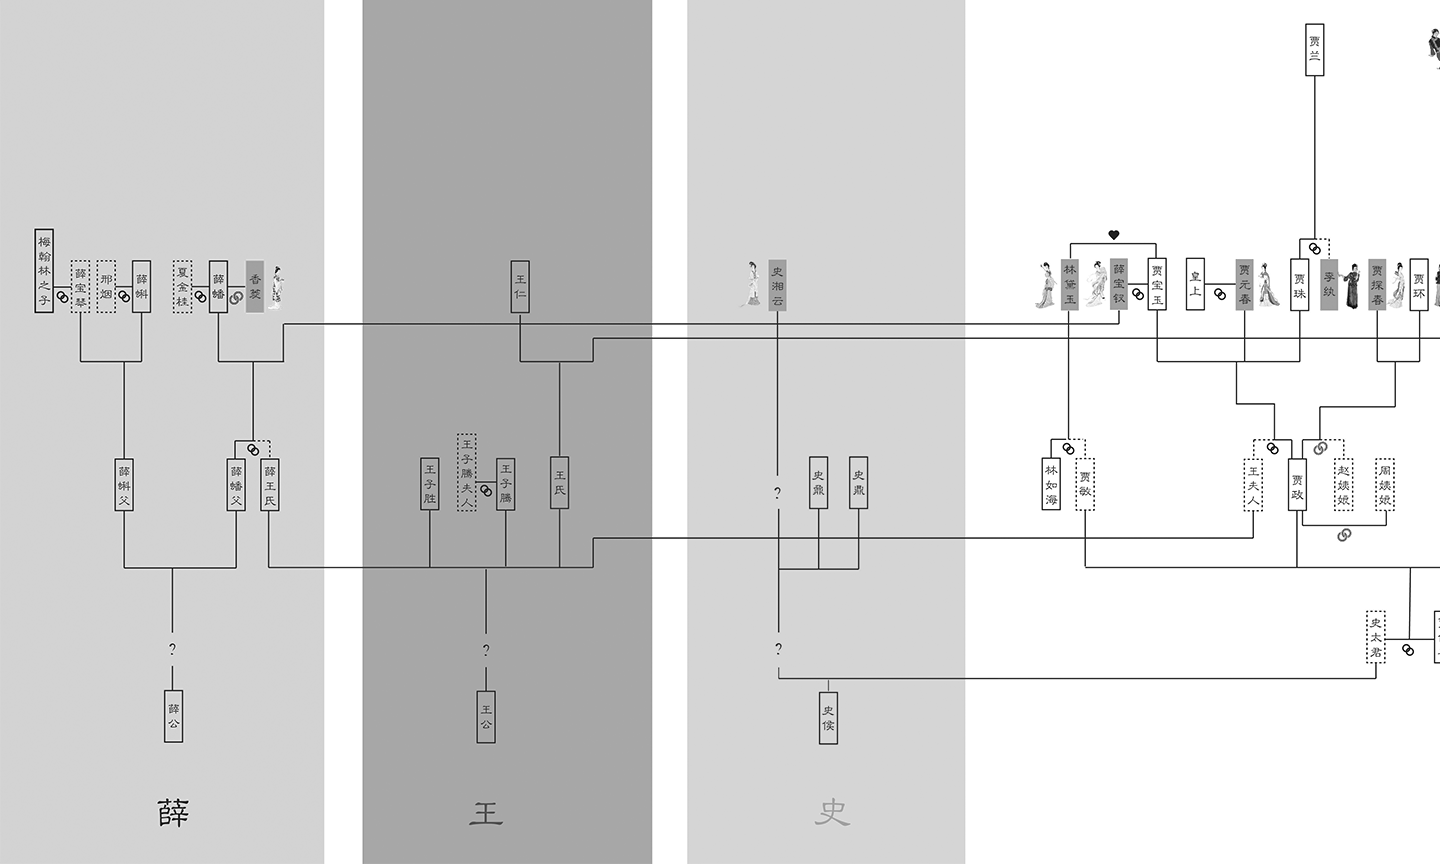 贾兰
梅翰林之子
薛宝琴
邢烟
薛蝌
夏金桂
薛蟠
香菱
王仁
史湘云
林黛玉
薛宝钗
贾宝玉
皇上
贾元春
贾珠
李纨
贾探春
贾环
薛蝌父
薛蟠父
薛王氏
王子胜
王子腾夫人
王子腾
王氏
?
史鼐
史鼎
林如海
贾敏
王夫人
贾政
赵姨娘
周姨娘
?
?
?
史太君
薛公
王公
史侯
薛
王
史